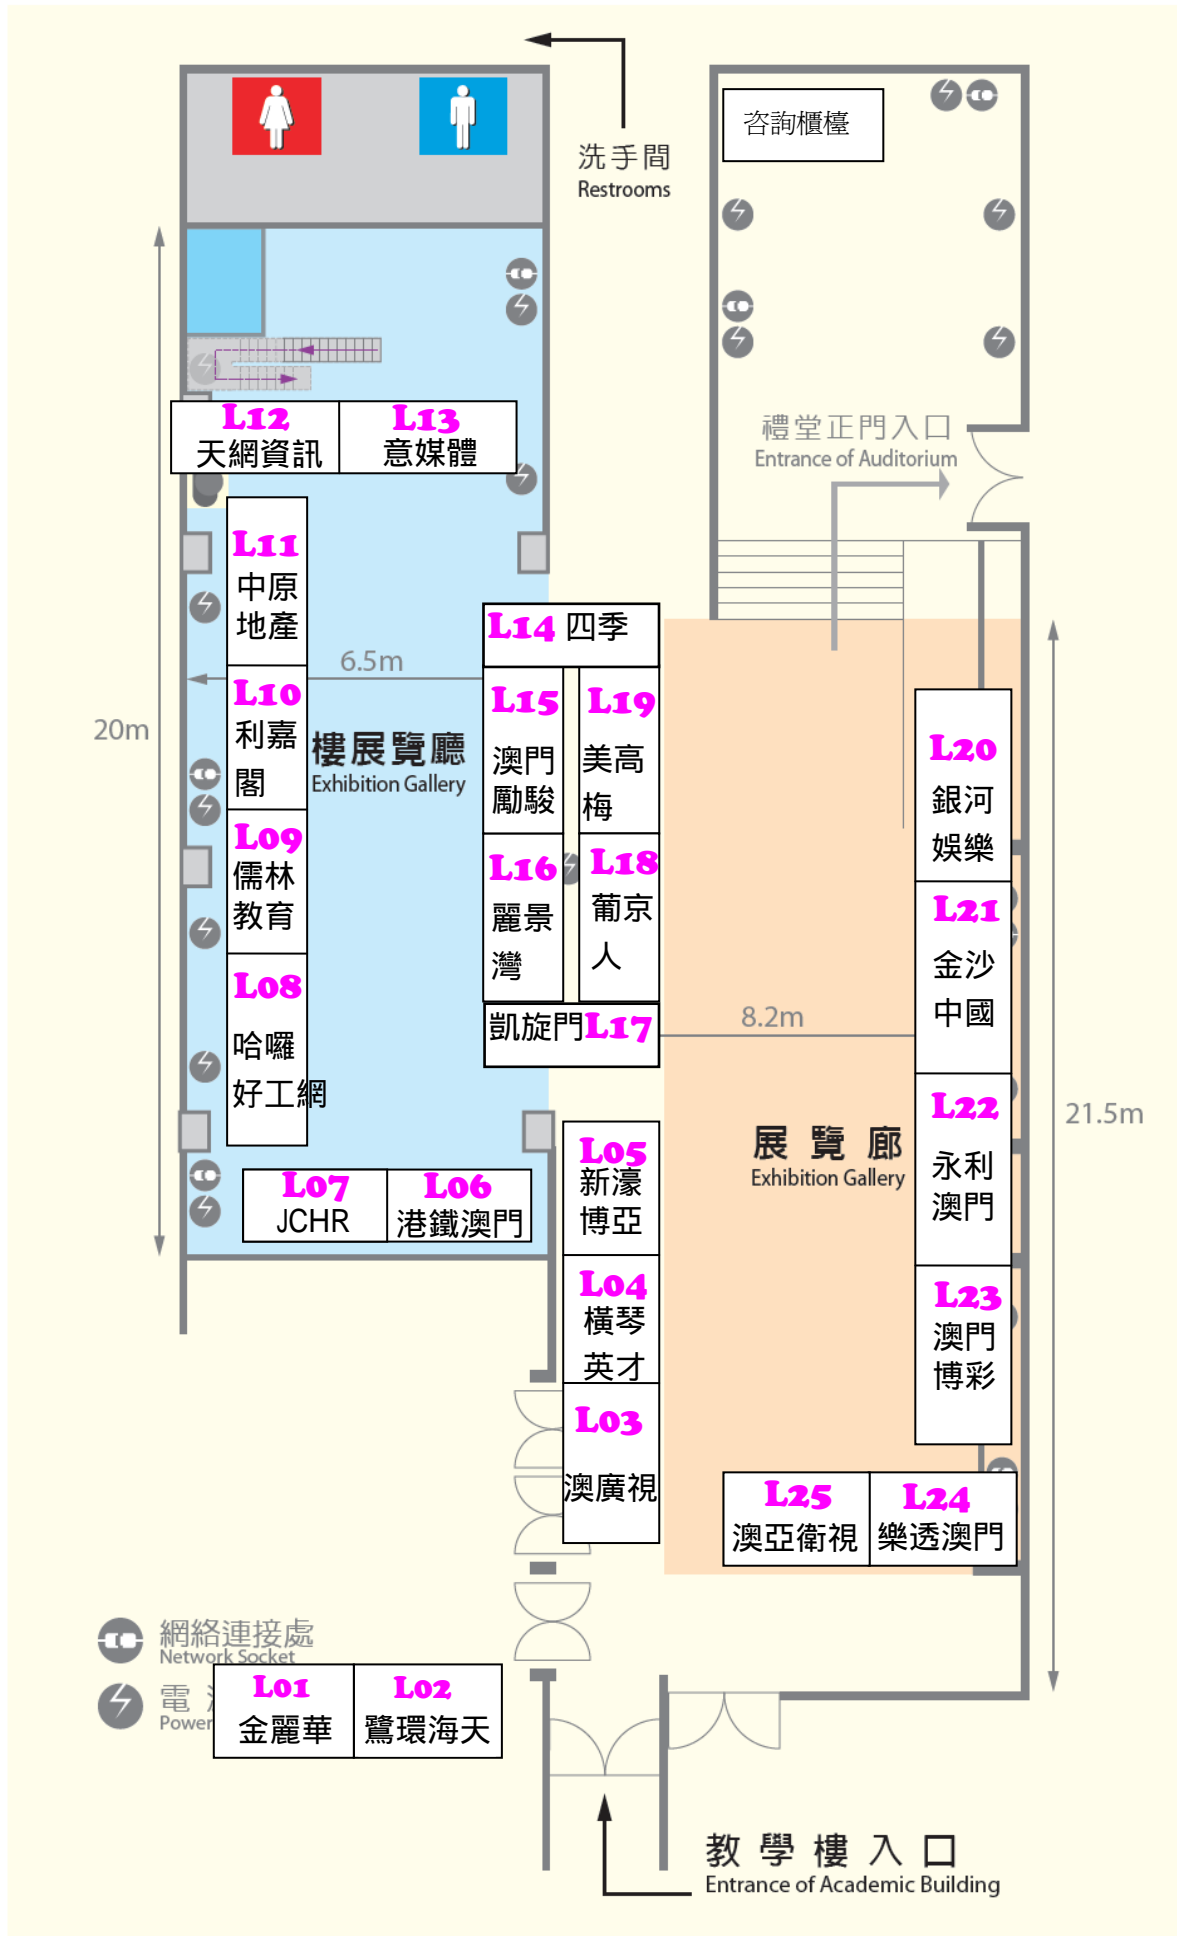 洗手間
Restrooms
咨詢櫃檯
禮堂正門入口
Entrance of Auditorium
L12
天網資訊
L13
意媒體
L11
中原
地產
L14 四季
6.5m
20m
L10
利嘉
閣
樓展覽廳
Exhibition Gallery
L15
澳門
勵駿
L19
美高
梅
L20
銀河
娛樂
L09
儒林
教育
L16
麗景
灣
L18
葡京
人
L21
金沙
中國
L08
哈囉
好工網
凱旋門L17
8.2m
21.5m
L22
永利
澳門
展覽廊
Exhibition Gallery
L07
JCHR
L06
港鐵澳門
L05
新濠
博亞
L04
橫琴
英才
L23
澳門
博彩
L03
澳廣視
L25
澳亞衛視
L24
樂透澳門
網絡連接處
Network Socket
電
Power
L01
金麗華
L02
鷺環海天
教學樓入口
Entrance of Academic Building